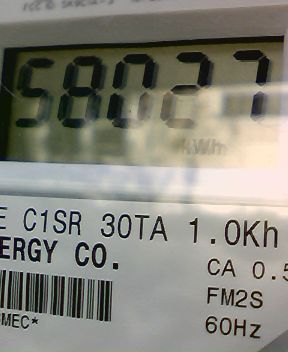 58027
kWh
E C1SR 30TA 1.0Kh
ERGY CO.
CA 0.5
FM2S
MEC*
60Hz